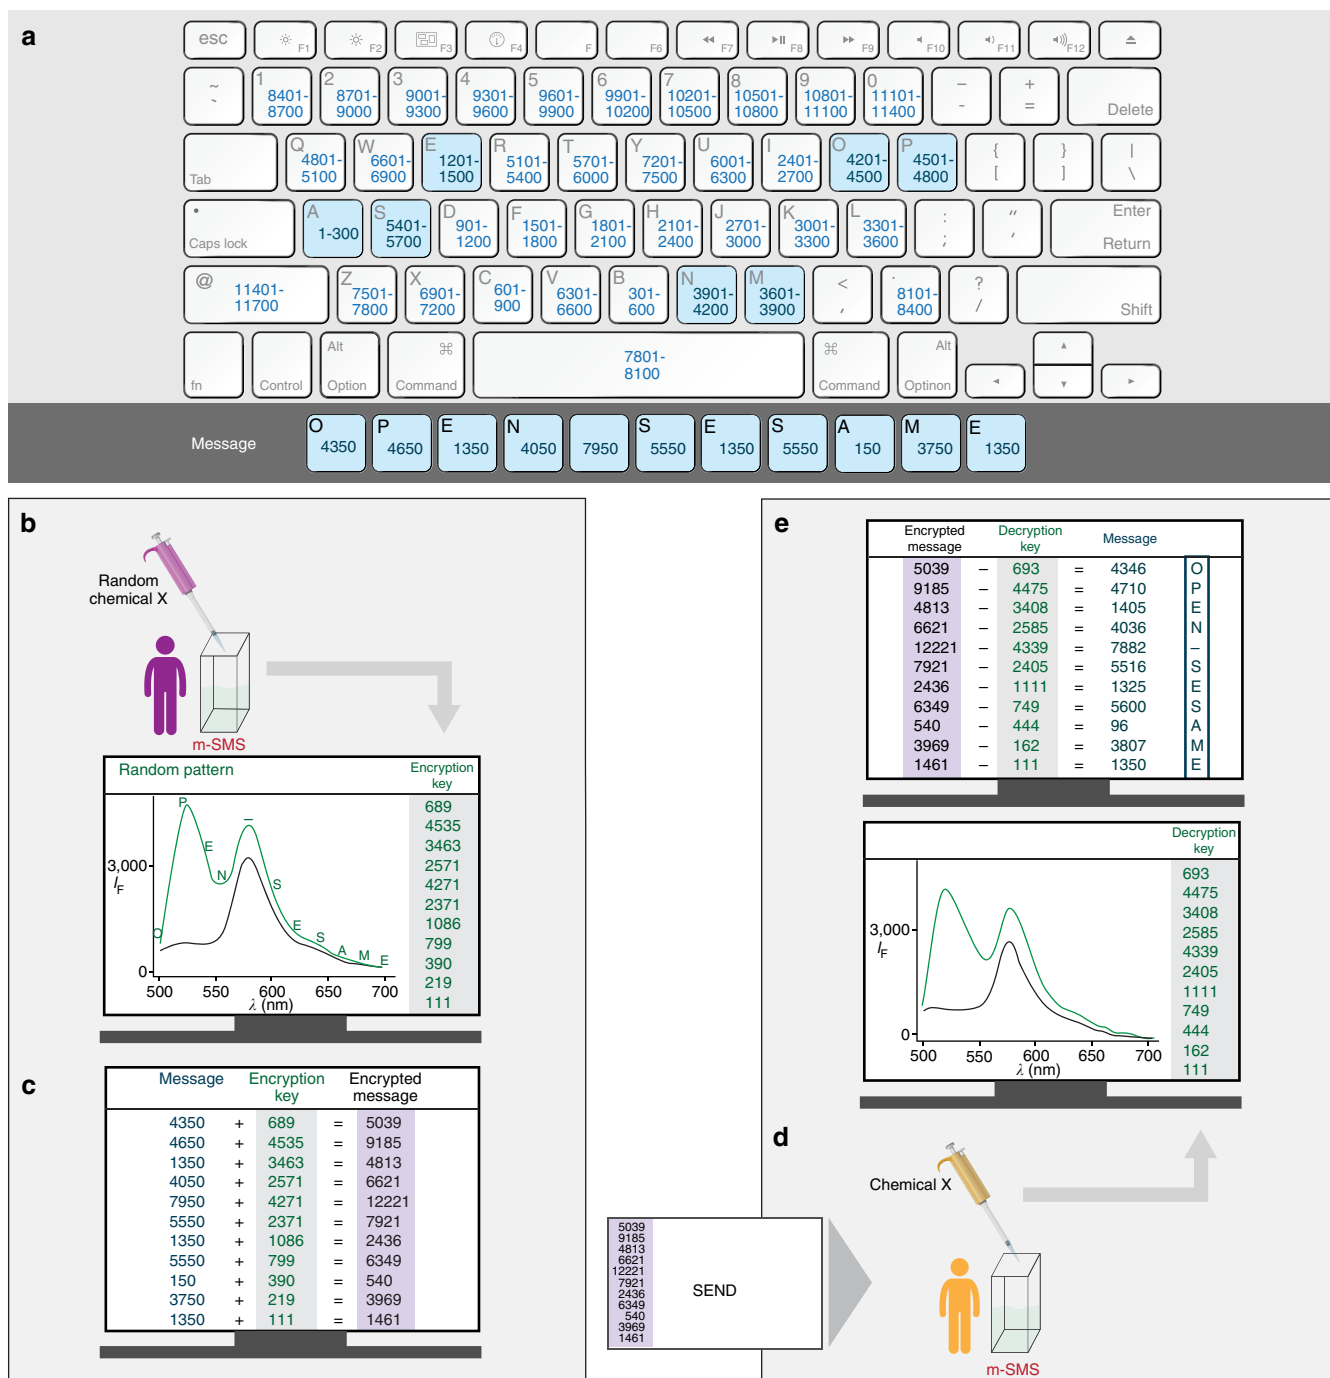 a
esc F1 F2 F3 F4 F F6 F7 F8 F9 F10 F11 F12
~ 1 2 3 4 5 6 7 8 9 0 – +
` 8401- 8701- 9001- 9301- 9601- 9901- 10201- 10501- 10801- 11101- - =
8700 9000 9300 9600 9900 10200 10500 10800 11100 11400 Delete
Q W E R T Y U I O P { } |
4801- 6601- 1201- 5101- 5701- 7201- 6001- 2401- 4201- 4501- [ ] \
Tab 5100 6900 1500 5400 6000 7500 6300 2700 4500 4800
• A S D F G H J K L : “ Enter
1-300 5401- 901- 1501- 1801- 2101- 2701- 3001- 3301- ; ‘
Caps lock 5700 1200 1800 2100 2400 3000 3300 3600 Return
@ Z X C V B N M < . ?
11401- 7501- 6901- 601- 6301- 301- 3901- 3601- , 8101- /
11700 7800 7200 900 6600 600 4200 3900 8400 Shift
Alt ⌘ 7801- ⌘ Alt
fn Control Option Command 8100 Command Optinon
Message O P E N S E S A M E
4350 4650 1350 4050 7950 5550 1350 5550 150 3750 1350
b
Random
chemical X
m-SMS
Random pattern
Encryption
key
689
4535
3463
2571
4271
2371
1086
799
390
219
111
O P E N – S E S A M E
3,000
IF
0
500 550 600 650 700
λ (nm)
c
Message Encryption Encrypted
key message
4350 + 689 = 5039
4650 + 4535 = 9185
1350 + 3463 = 4813
4050 + 2571 = 6621
7950 + 4271 = 12221
5550 + 2371 = 7921
1350 + 1086 = 2436
5550 + 799 = 6349
150 + 390 = 540
3750 + 219 = 3969
1350 + 111 = 1461
5039
9185
4813
6621
12221
7921
2436
6349
540
3969
1461
SEND
d
Chemical X
m-SMS
e
Encrypted Decryption Message
message key
5039 – 693 = 4346 O
9185 – 4475 = 4710 P
4813 – 3408 = 1405 E
6621 – 2585 = 4036 N
12221 – 4339 = 7882 –
7921 – 2405 = 5516 S
2436 – 1111 = 1325 E
6349 – 749 = 5600 S
540 – 444 = 96 A
3969 – 162 = 3807 M
1461 – 111 = 1350 E
Decryption
key
693
4475
3408
2585
4339
2405
1111
749
444
162
111
3,000
IF
0
500 550 600 650 700
λ (nm)